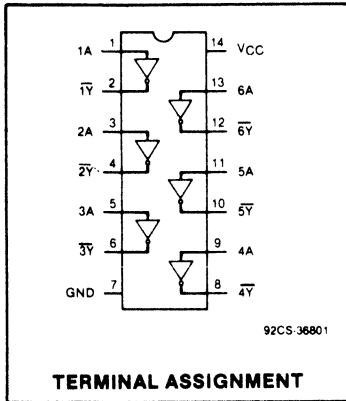 1A 1 14 VCC
1Y 2 13 6A
2A 3 12 6Y
2Y 4 11 5A
3A 5 10 5Y
3Y 6 9 4A
GND 7 8 4Y
92CS-36801
TERMINAL ASSIGNMENT